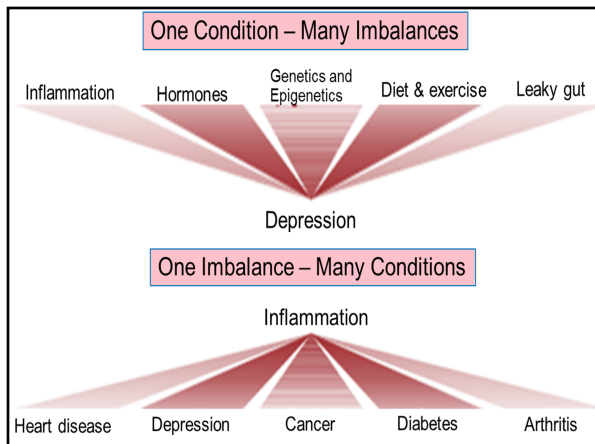 One Condition – Many Imbalances
Inflammation
Hormones
Genetics and
Epigenetics
Diet & exercise
Leaky gut
Depression
One Imbalance – Many Conditions
Inflammation
Heart disease
Depression
Cancer
Diabetes
Arthritis